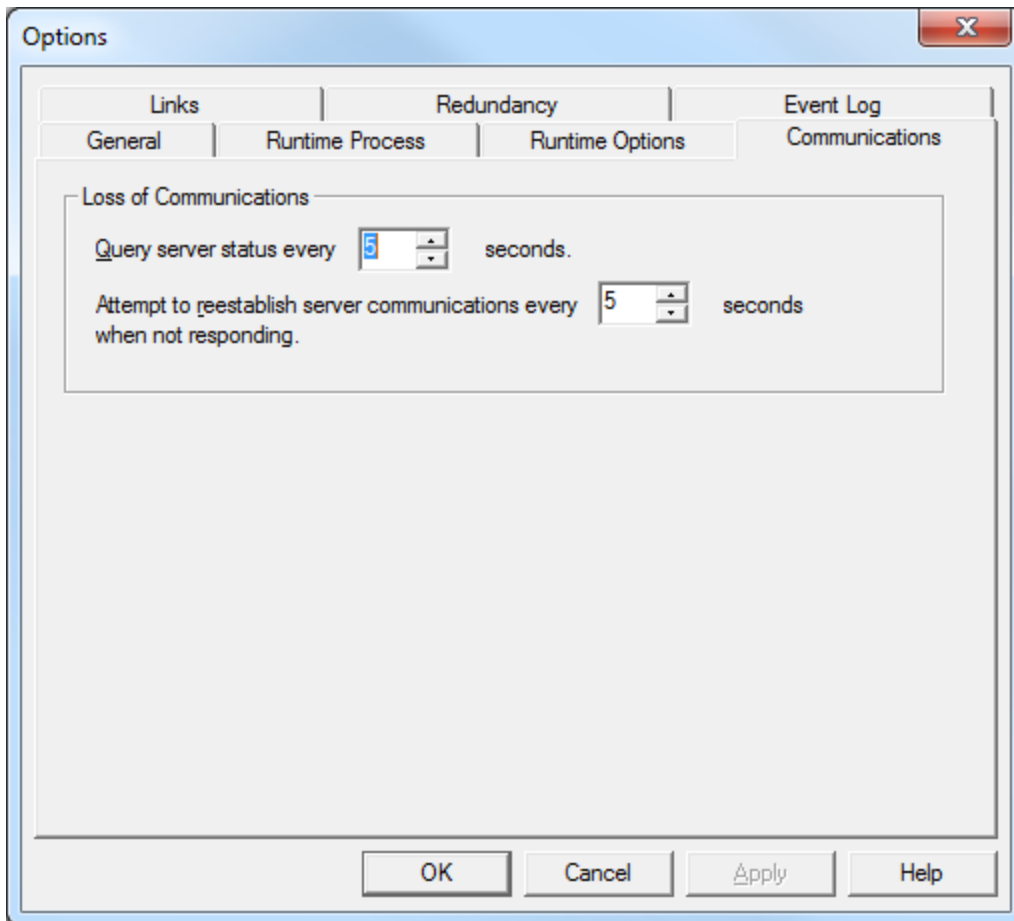 Options
Links Redundancy Event Log
General Runtime Process Runtime Options Communications
Loss of Communications
Query server status every 5 seconds.
Attempt to reestablish server communications every 5 seconds
when not responding.
OK Cancel Apply Help